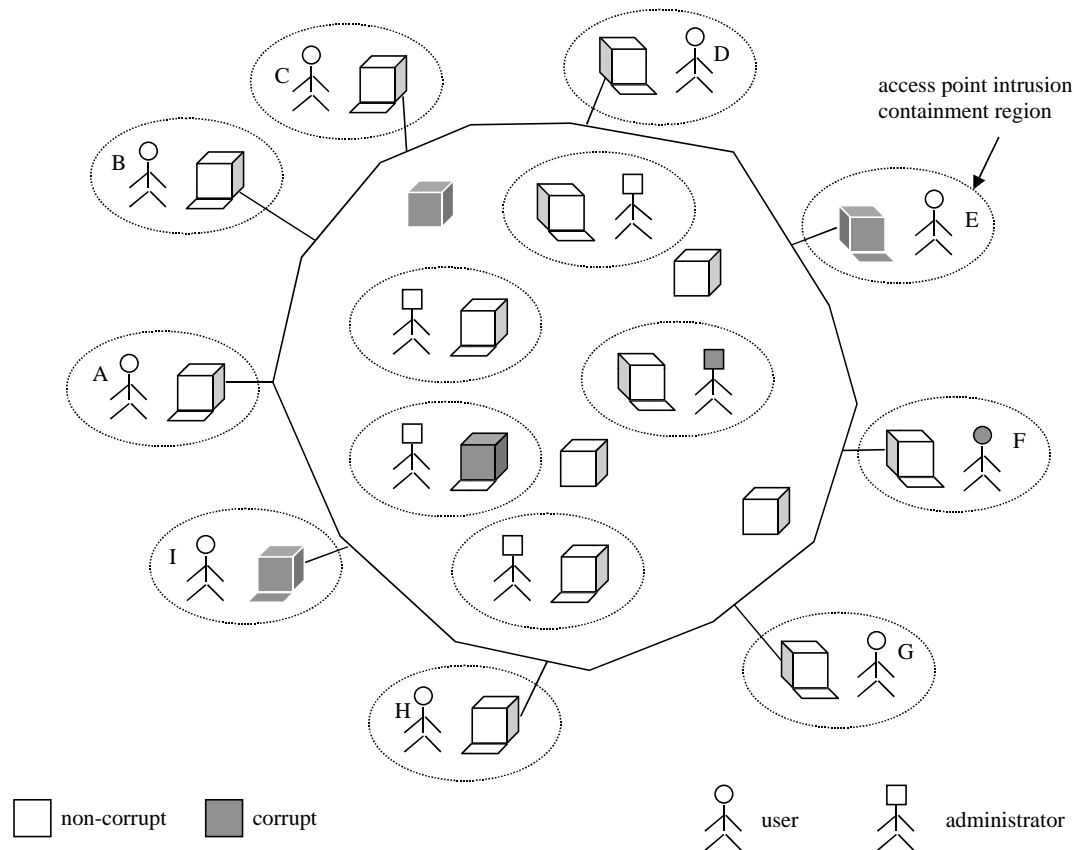 C
D
access point intrusion
containment region
B
E
A
F
I
G
H
non-corrupt
corrupt
user
administrator